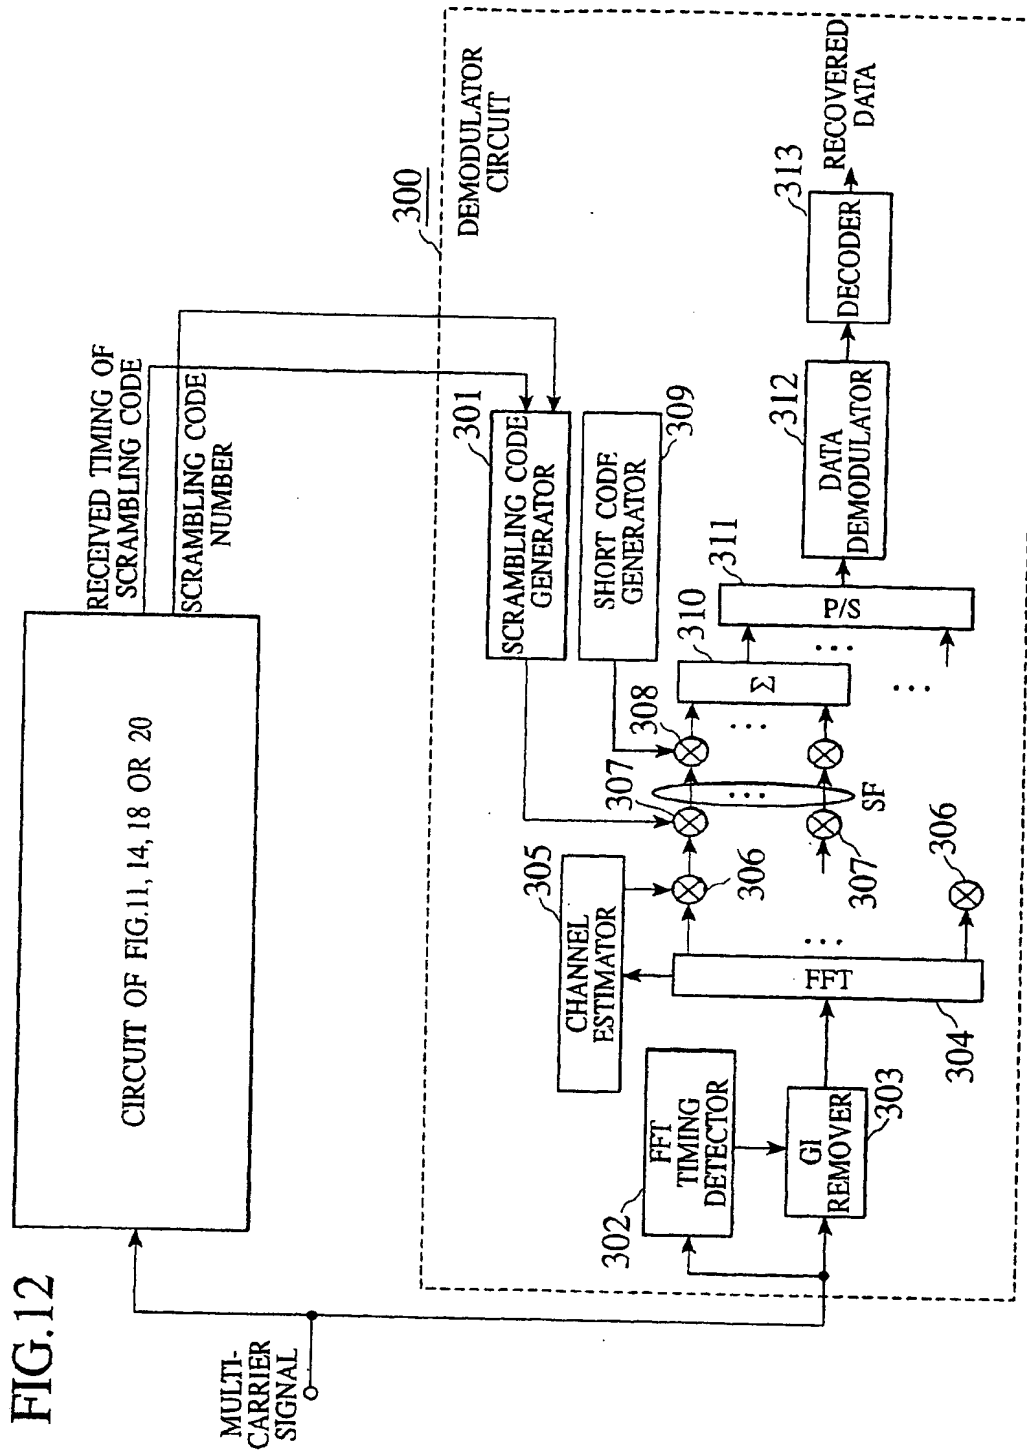 FIG.12
MULTI-
CARRIER
SIGNAL
CIRCUIT OF FIG.11, 14, 18 OR 20
RECEIVED TIMING OF
SCRAMBLING CODE
SCRAMBLING CODE
NUMBER
300
DEMODULATOR
CIRCUIT
301
SCRAMBLING CODE
GENERATOR
SHORT CODE
GENERATOR
309
302
FFT
TIMING
DETECTOR
GI
REMOVER
303
FFT
304
CHANNEL
ESTIMATOR
305
306
306
307
307
308
SF
Σ
310
P/S
311
DATA
DEMODULATOR
312
DECODER
313
RECOVERED
DATA